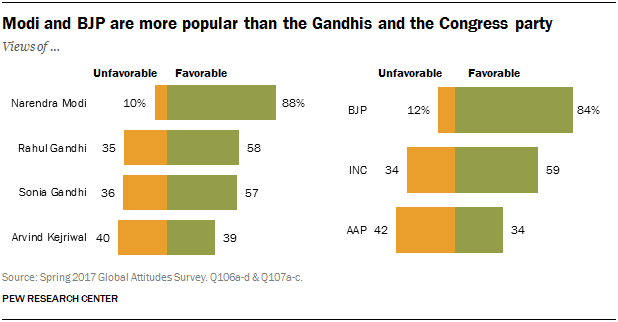 Modi and BJP are more popular than the Gandhis and the Congress party
Views of ...
Unfavorable Favorable
Narendra Modi 10% 88%
Rahul Gandhi 35 58
Sonia Gandhi 36 57
Arvind Kejriwal 40 39
Unfavorable Favorable
BJP 12% 84%
INC 34 59
AAP 42 34
Source: Spring 2017 Global Attitudes Survey. Q106a-d & Q107a-c.
PEW RESEARCH CENTER